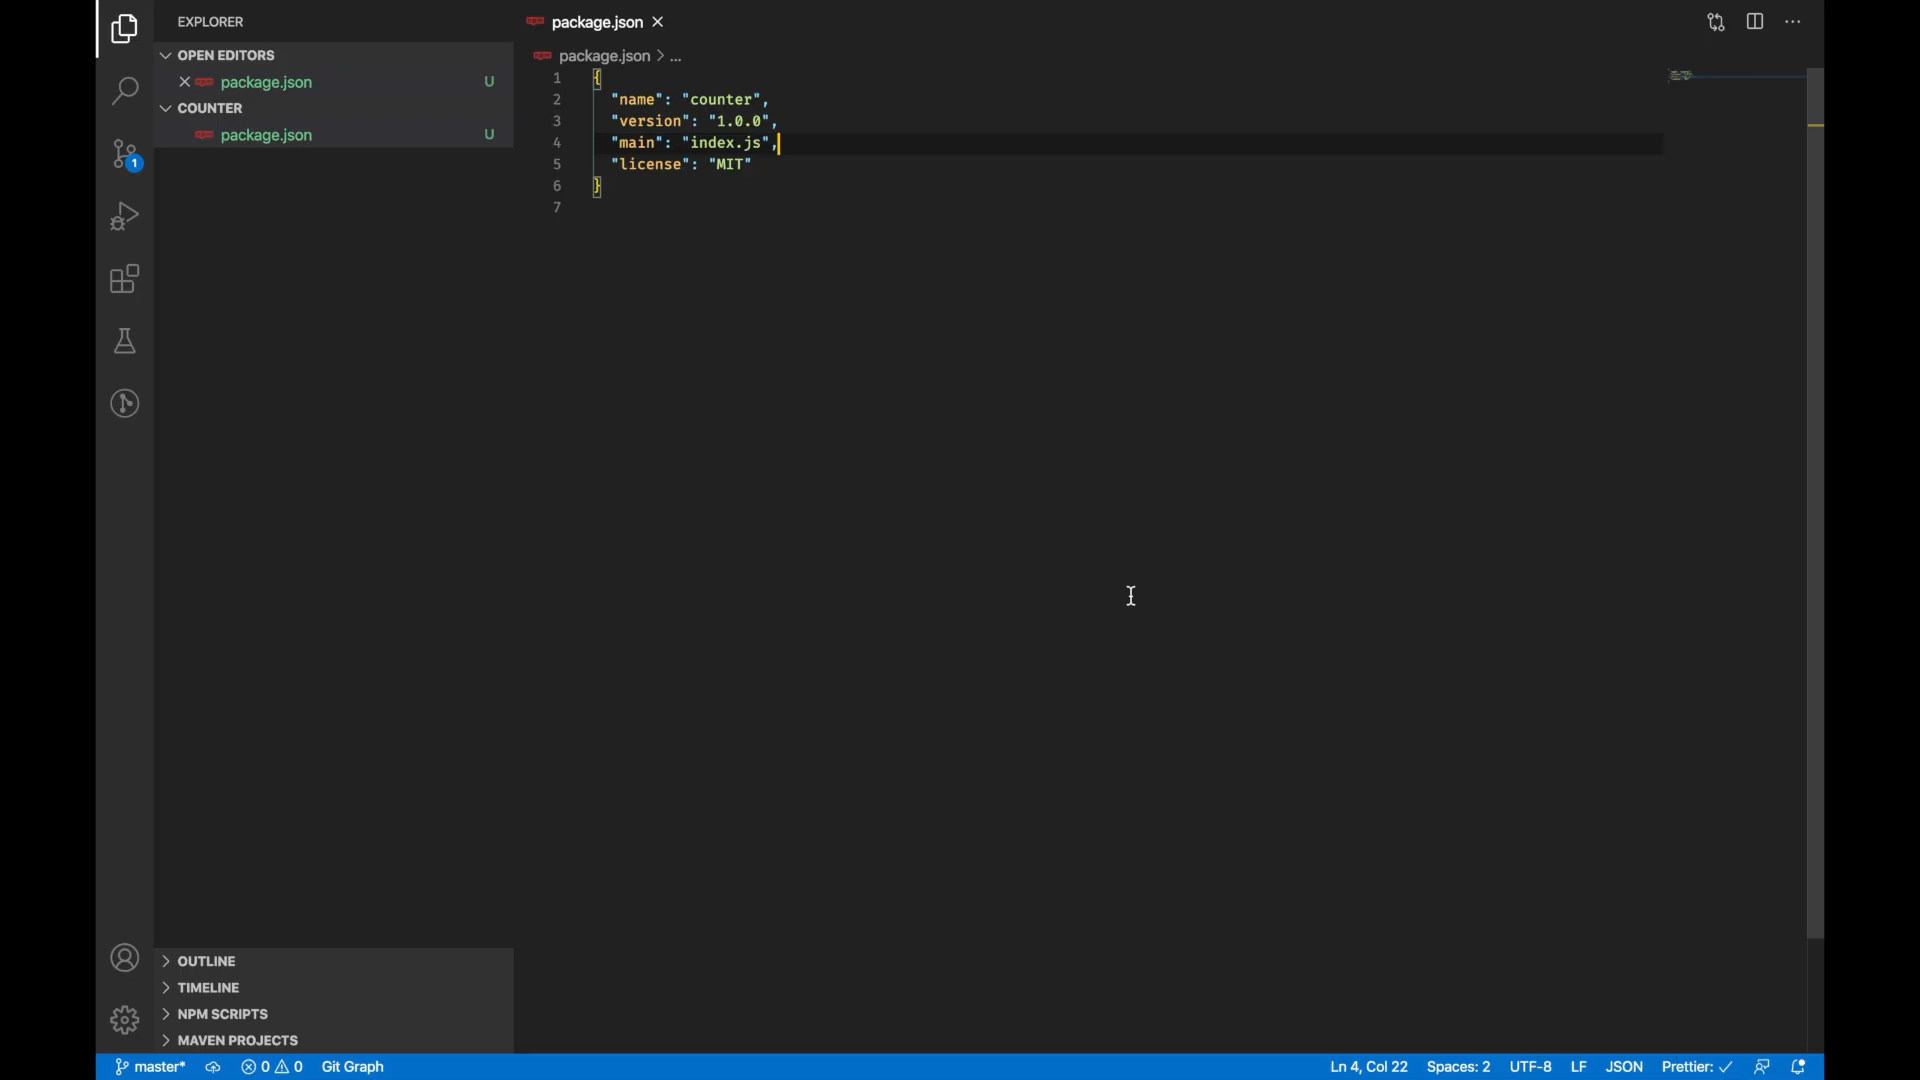 EXPLORER
OPEN EDITORS
package.json U
COUNTER
package.json U
OUTLINE
TIMELINE
NPM SCRIPTS
MAVEN PROJECTS
package.json
package.json > ...
1 {
2 "name": "counter",
3 "version": "1.0.0",
4 "main": "index.js",
5 "license": "MIT"
6 }
7
1
master* 0 0 Git Graph Ln 4, Col 22 Spaces: 2 UTF-8 LF JSON Prettier: ✓